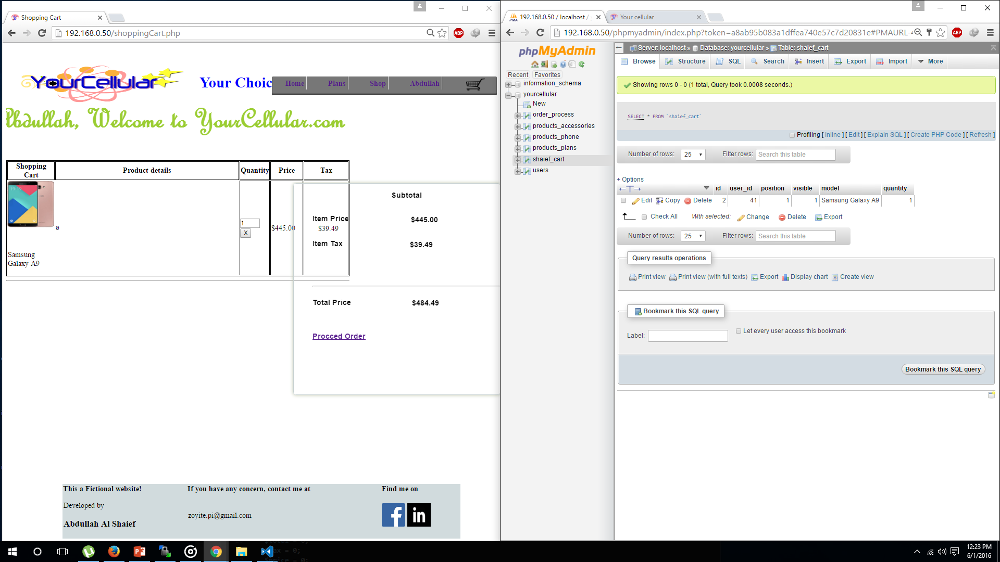 Shopping Cart
192.168.0.50/shoppingCart.php
ABP
YourCellular
Your Choic
Home
Plans
Shop
Abdullah
Abdullah, Welcome to YourCellular.com
Shopping Cart
Product details
Quantity
Price
Tax
0
1
X
$445.00
$39.49
Samsung
Galaxy A9
Subtotal
Item Price
$445.00
Item Tax
$39.49
Total Price
$484.49
Procced Order
This a Fictional website!
If you have any concern, contact me at
Find me on
Developed by
Abdullah Al Shaief
zoyite.pi@gmail.com
f
in
192.168.0.50 / localhost /
Your cellular
192.168.0.50/phpmyadmin/index.php?token=a8ab95b083a1dffea740e57c7d20831e#PMAURL-
ABP
phpMyAdmin
Recent
Favorites
information_schema
yourcellular
New
order_process
products_accessories
products_phone
products_plans
shaief_cart
users
Server: localhost » Database: yourcellular » Table: shaief_cart
Browse
Structure
SQL
Search
Insert
Export
Import
More
Showing rows 0 - 0 (1 total, Query took 0.0008 seconds.)
SELECT * FROM `shaief_cart`
Profiling [ Inline ] [ Edit ] [ Explain SQL ] [ Create PHP Code ] [ Refresh ]
Number of rows: 25 Filter rows: Search this table
+ Options
id user_id position visible model quantity
Edit Copy Delete 2 41 1 1 Samsung Galaxy A9 1
Check All With selected: Change Delete Export
Number of rows: 25 Filter rows: Search this table
Query results operations
Print view Print view (with full texts) Export Display chart Create view
Bookmark this SQL query
Label:
Let every user access this bookmark
Bookmark this SQL query
12:23 PM
6/1/2016